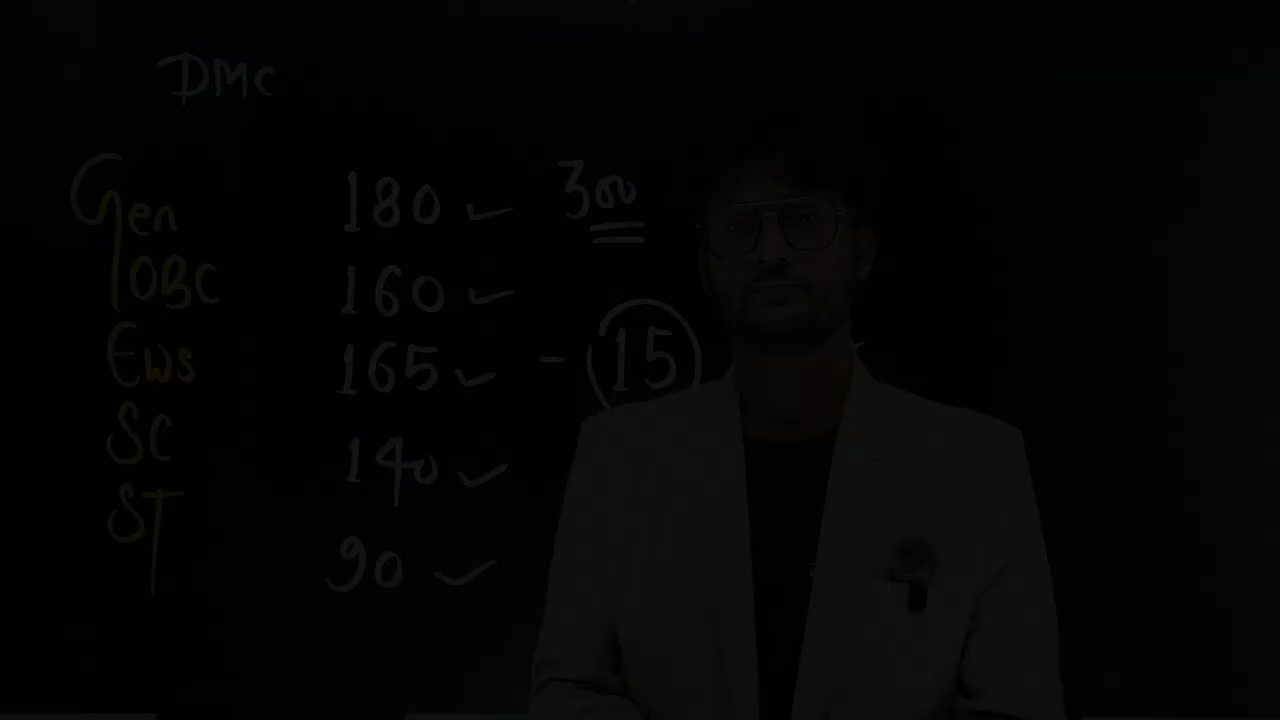 DMC
Gen 180 ✓ 300
OBC 160 ✓
EWS 165 ✓ - 15
SC 140 ✓
ST 90 ✓